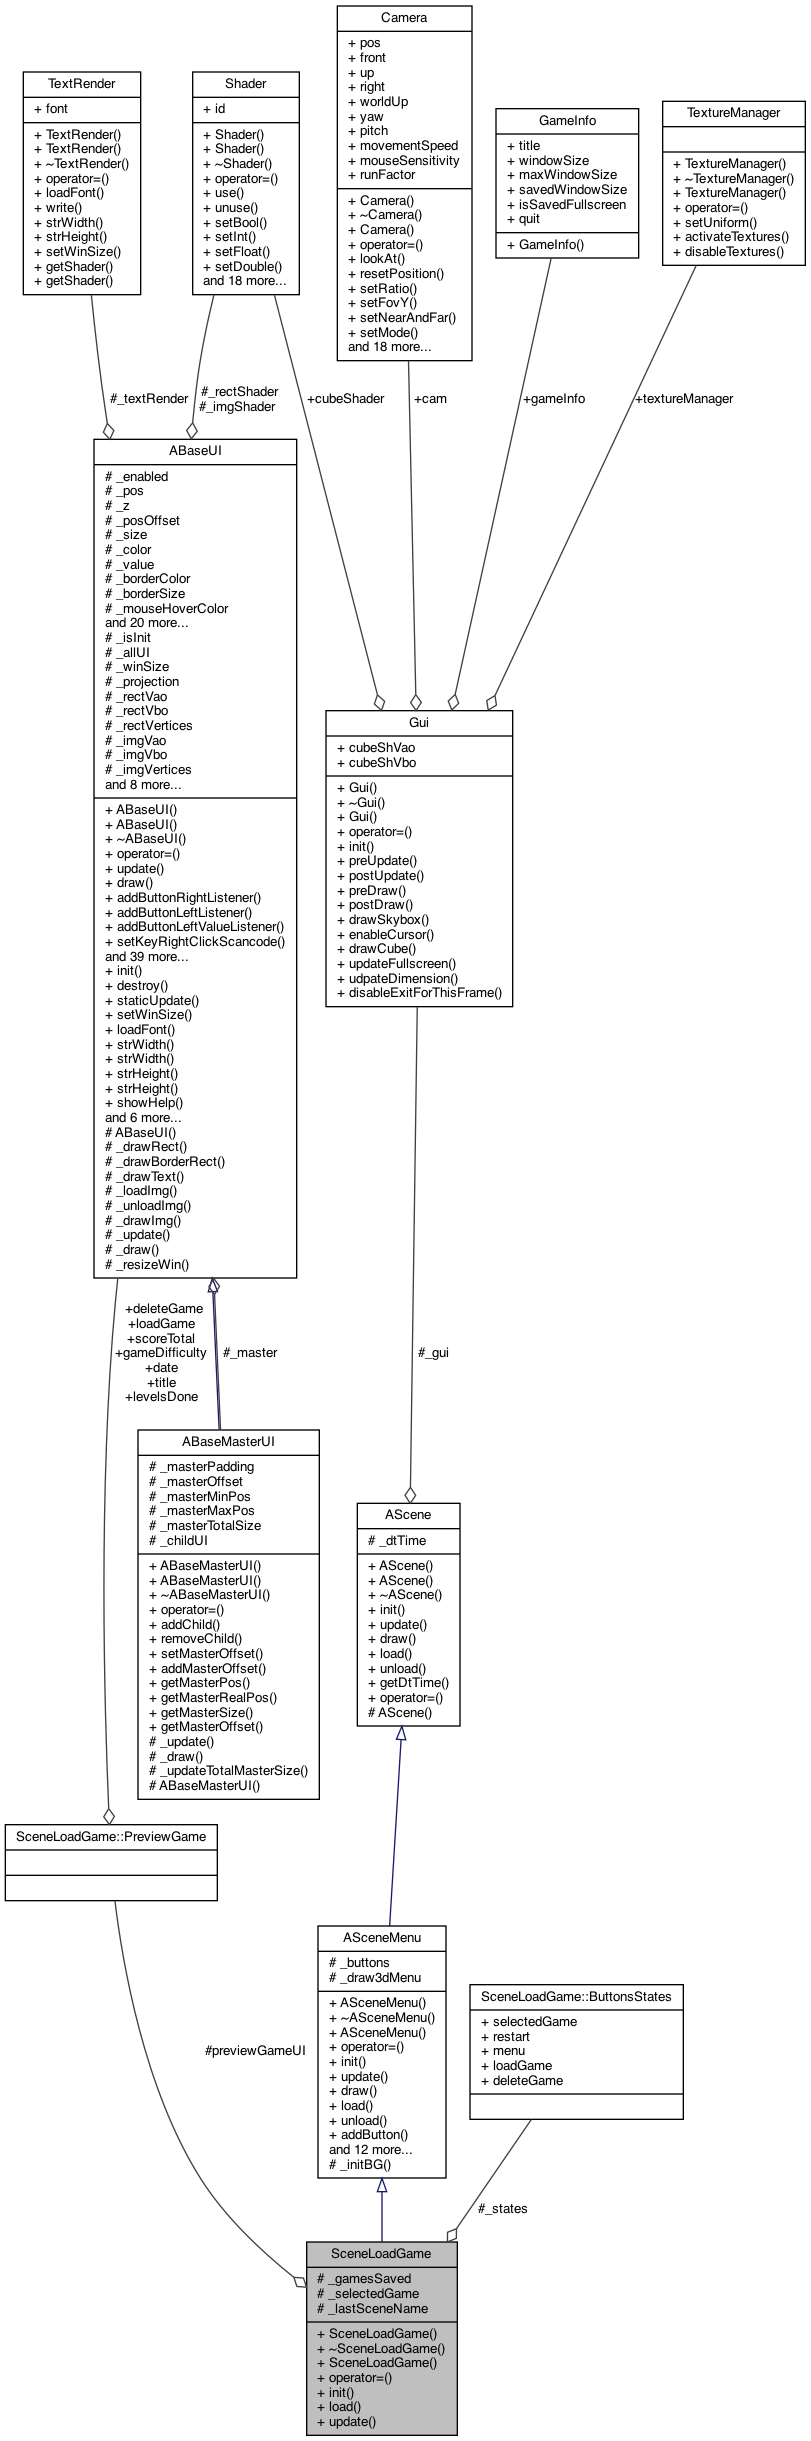 Camera
+ pos
+ front
+ up
+ right
+ worldUp
+ yaw
+ pitch
+ movementSpeed
+ mouseSensitivity
+ runFactor
+ Camera()
+ ~Camera()
+ Camera()
+ operator=()
+ lookAt()
+ resetPosition()
+ setRatio()
+ setFovY()
+ setNearAndFar()
+ setMode()
and 18 more...
TextRender
+ font
+ TextRender()
+ TextRender()
+ ~TextRender()
+ operator=()
+ loadFont()
+ write()
+ strWidth()
+ strHeight()
+ setWinSize()
+ getShader()
+ getShader()
Shader
+ id
+ Shader()
+ Shader()
+ ~Shader()
+ operator=()
+ use()
+ unuse()
+ setBool()
+ setInt()
+ setFloat()
+ setDouble()
and 18 more...
GameInfo
+ title
+ windowSize
+ maxWindowSize
+ savedWindowSize
+ isSavedFullscreen
+ quit
+ GameInfo()
TextureManager
+ TextureManager()
+ ~TextureManager()
+ TextureManager()
+ operator=()
+ setUniform()
+ activateTextures()
+ disableTextures()
#_textRender
#_rectShader
#_imgShader
+cubeShader
+cam
+gameInfo
+textureManager
ABaseUI
# _enabled
# _pos
# _z
# _posOffset
# _size
# _color
# _value
# _borderColor
# _borderSize
# _mouseHoverColor
and 20 more...
# _isInit
# _allUI
# _winSize
# _projection
# _rectVao
# _rectVbo
# _rectVertices
# _imgVao
# _imgVbo
# _imgVertices
and 8 more...
+ ABaseUI()
+ ABaseUI()
+ ~ABaseUI()
+ operator=()
+ update()
+ draw()
+ addButtonRightListener()
+ addButtonLeftListener()
+ addButtonLeftValueListener()
+ setKeyRightClickScancode()
and 39 more...
+ init()
+ destroy()
+ staticUpdate()
+ setWinSize()
+ loadFont()
+ strWidth()
+ strWidth()
+ strHeight()
+ strHeight()
+ showHelp()
and 6 more...
# ABaseUI()
# _drawRect()
# _drawBorderRect()
# _drawText()
# _loadImg()
# _unloadImg()
# _drawImg()
# _update()
# _draw()
# _resizeWin()
Gui
+ cubeShVao
+ cubeShVbo
+ Gui()
+ ~Gui()
+ Gui()
+ operator=()
+ init()
+ preUpdate()
+ postUpdate()
+ preDraw()
+ postDraw()
+ drawSkybox()
+ enableCursor()
+ drawCube()
+ updateFullscreen()
+ udpateDimension()
+ disableExitForThisFrame()
+deleteGame
+loadGame
+scoreTotal
+gameDifficulty
+date
+title
+levelsDone
#_master
#_gui
ABaseMasterUI
# _masterPadding
# _masterOffset
# _masterMinPos
# _masterMaxPos
# _masterTotalSize
# _childUI
+ ABaseMasterUI()
+ ABaseMasterUI()
+ ~ABaseMasterUI()
+ operator=()
+ addChild()
+ removeChild()
+ setMasterOffset()
+ addMasterOffset()
+ getMasterPos()
+ getMasterRealPos()
+ getMasterSize()
+ getMasterOffset()
# _update()
# _draw()
# _updateTotalMasterSize()
# ABaseMasterUI()
AScene
# _dtTime
+ AScene()
+ AScene()
+ ~AScene()
+ init()
+ update()
+ draw()
+ load()
+ unload()
+ getDtTime()
+ operator=()
# AScene()
SceneLoadGame::PreviewGame
ASceneMenu
# _buttons
# _draw3dMenu
+ ASceneMenu()
+ ~ASceneMenu()
+ ASceneMenu()
+ operator=()
+ init()
+ update()
+ draw()
+ load()
+ unload()
+ addButton()
and 12 more...
# _initBG()
SceneLoadGame::ButtonsStates
+ selectedGame
+ restart
+ menu
+ loadGame
+ deleteGame
#previewGameUI
#_states
SceneLoadGame
# _gamesSaved
# _selectedGame
# _lastSceneName
+ SceneLoadGame()
+ ~SceneLoadGame()
+ SceneLoadGame()
+ operator=()
+ init()
+ load()
+ update()